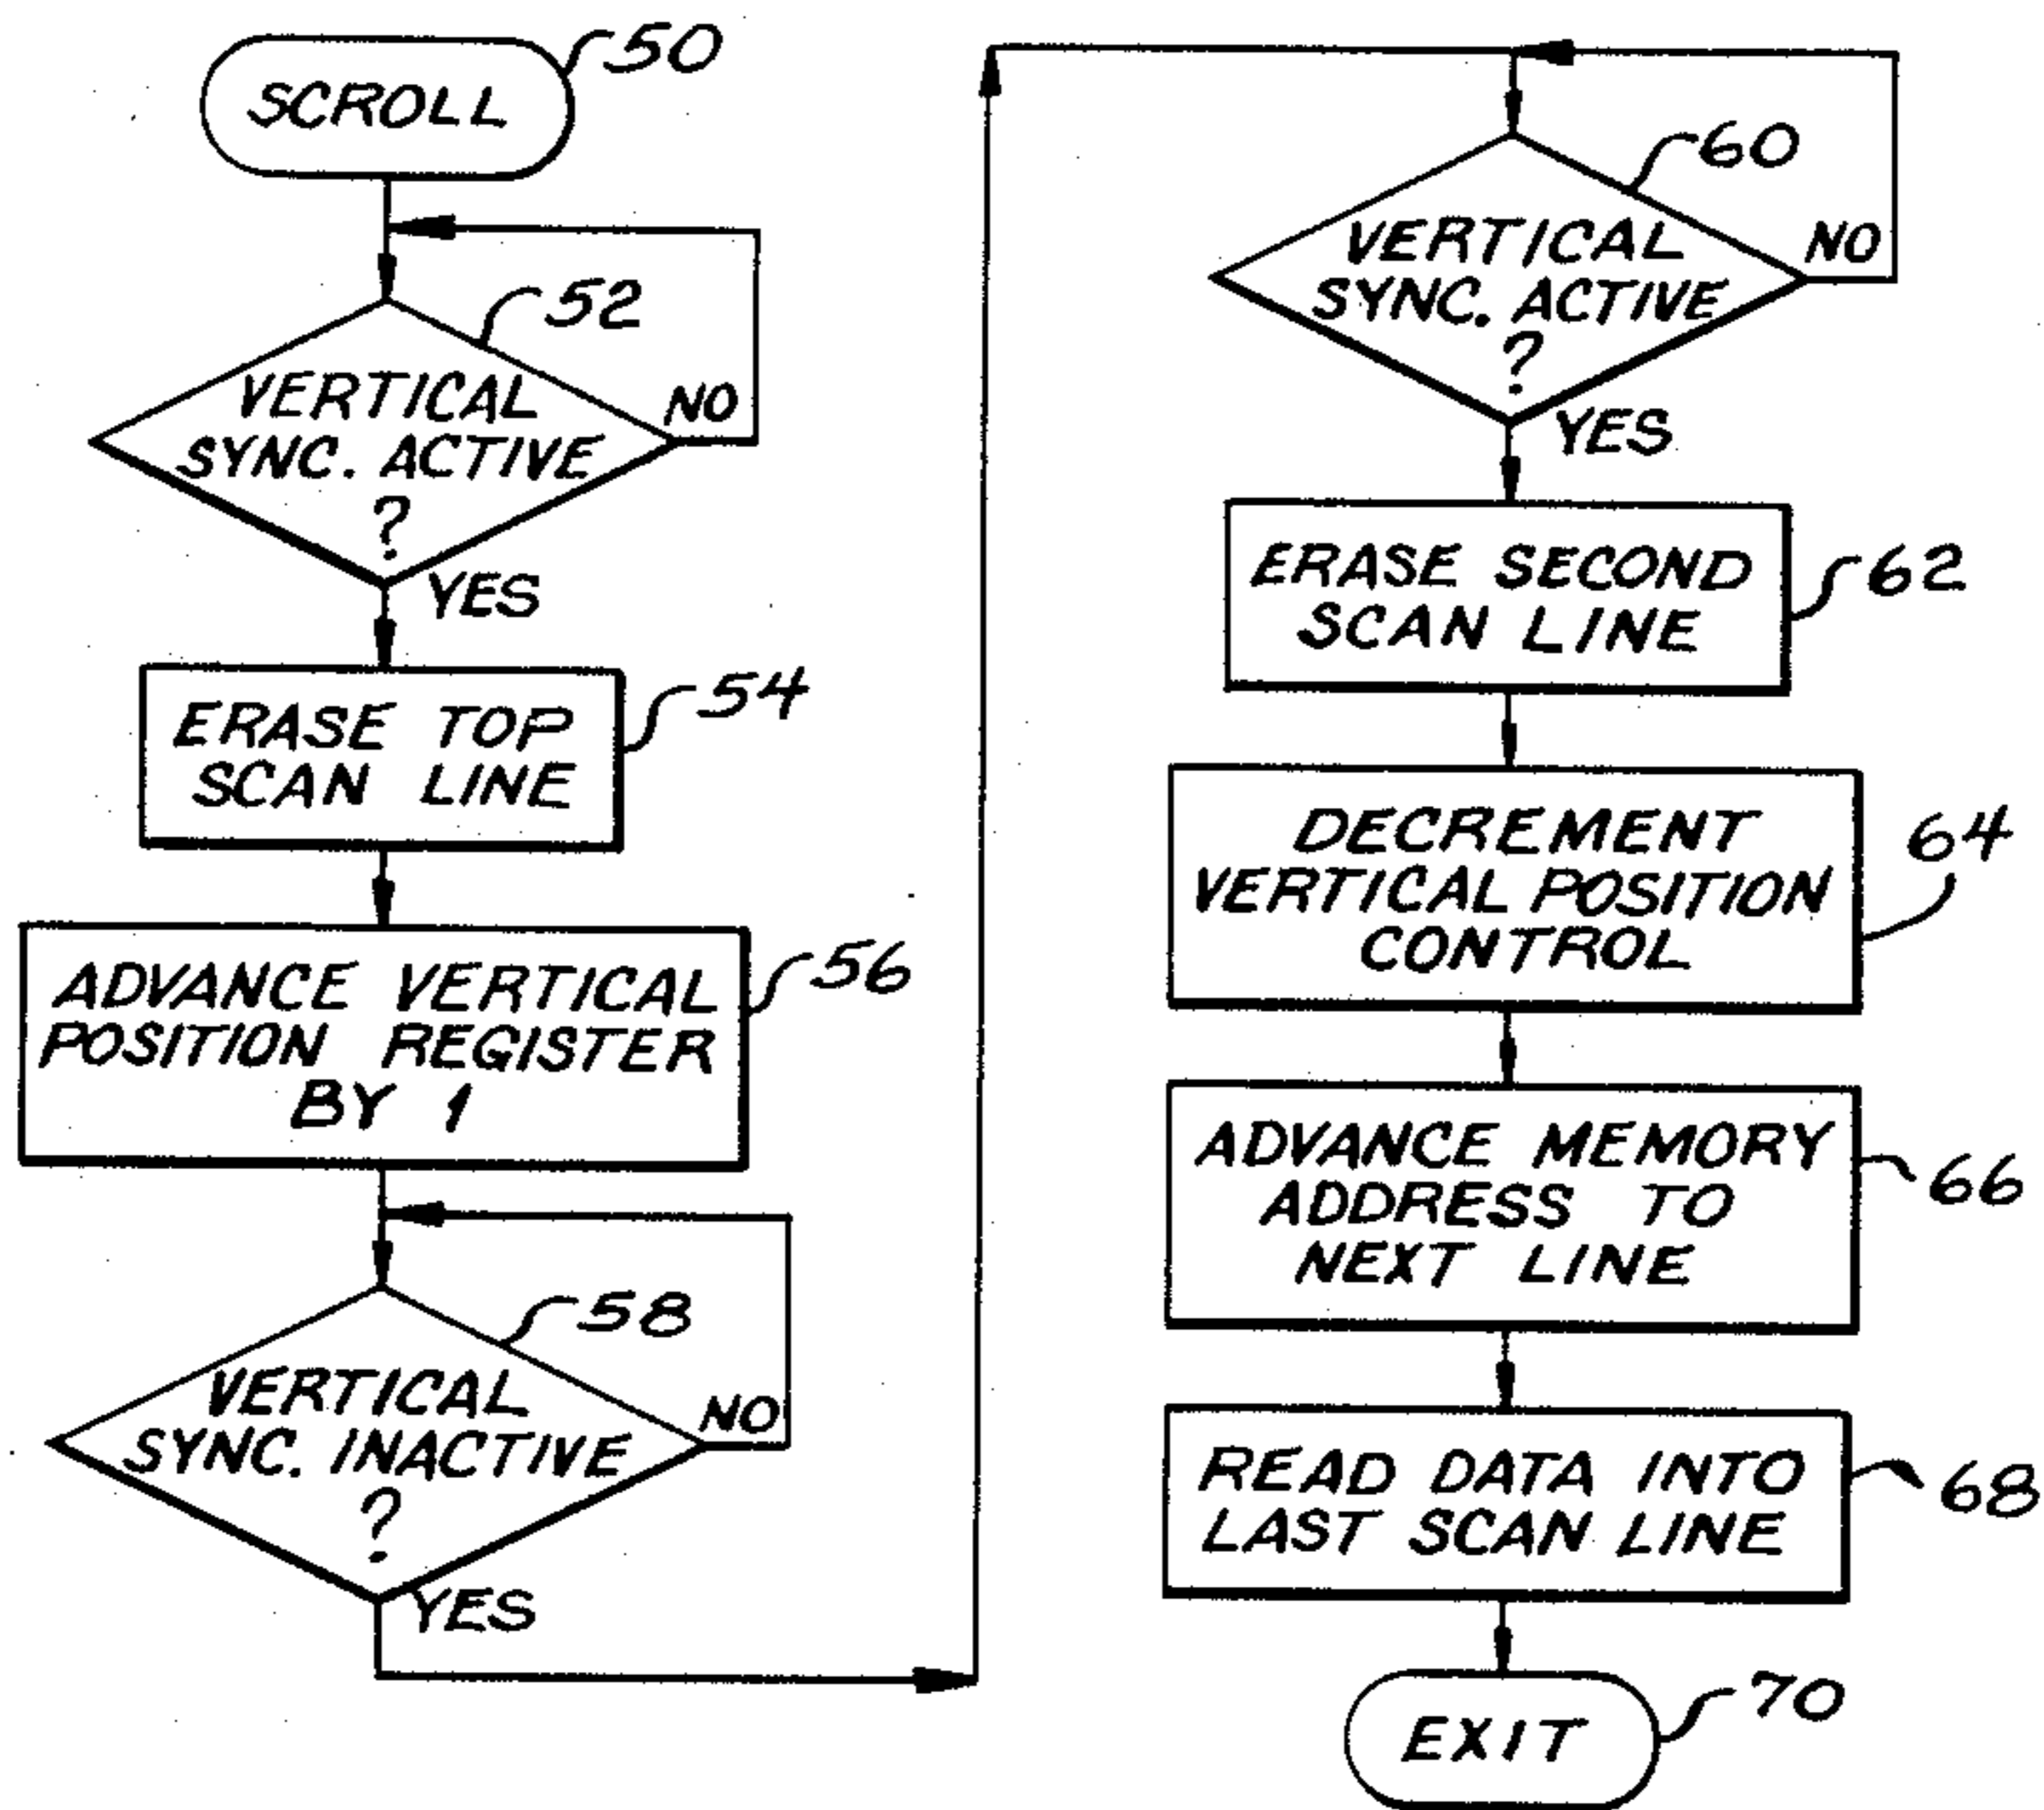 SCROLL
50
52
VERTICAL
SYNC. ACTIVE
?
NO
YES
ERASE TOP
SCAN LINE
54
ADVANCE VERTICAL
POSITION REGISTER
BY 1
56
58
VERTICAL
SYNC. INACTIVE
?
NO
YES
60
VERTICAL
SYNC. ACTIVE
?
NO
YES
ERASE SECOND
SCAN LINE
62
DECREMENT
VERTICAL POSITION
CONTROL
64
ADVANCE MEMORY
ADDRESS TO
NEXT LINE
66
READ DATA INTO
LAST SCAN LINE
68
EXIT
70